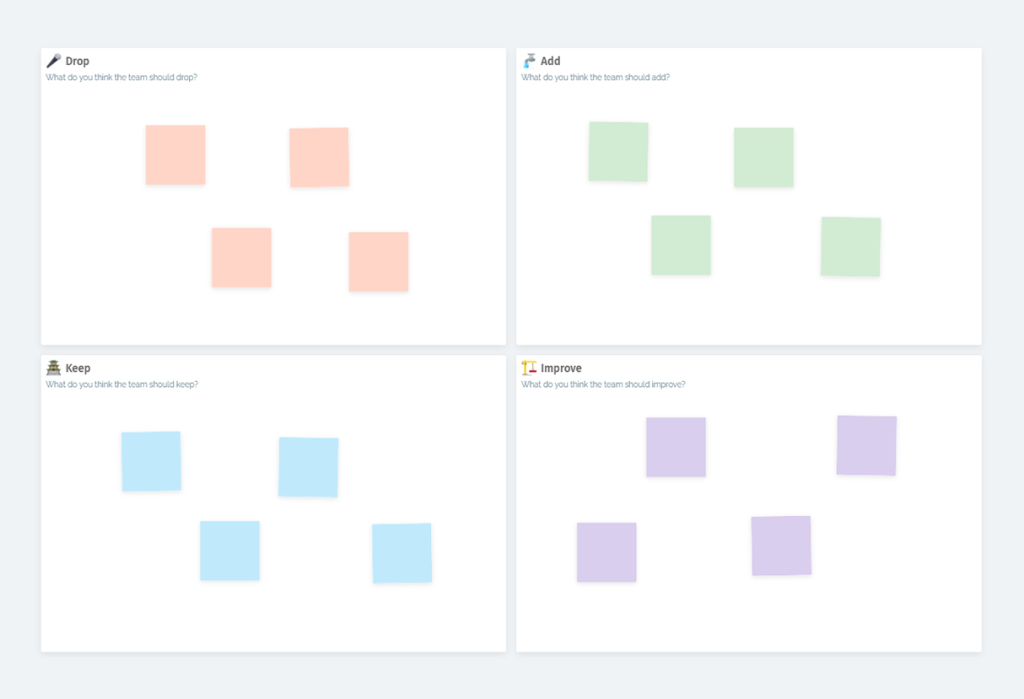 Drop
What do you think the team should drop?
Add
What do you think the team should add?
Keep
What do you think the team should keep?
Improve
What do you think the team should improve?